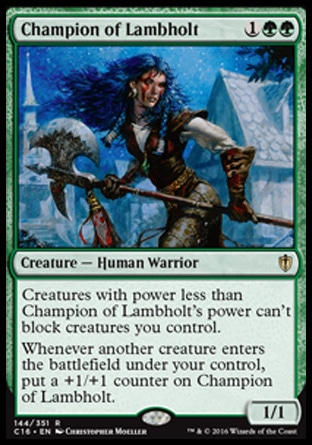 Champion of Lambholt 1
Creature — Human Warrior
Creatures with power less than
Champion of Lambholt's power can't
block creatures you control.
Whenever another creature enters
the battlefield under your control,
put a +1/+1 counter on Champion
of Lambholt.
1/1
144/351 R
C16 • EN Christopher Moeller ™ & © 2016 Wizards of the Coast